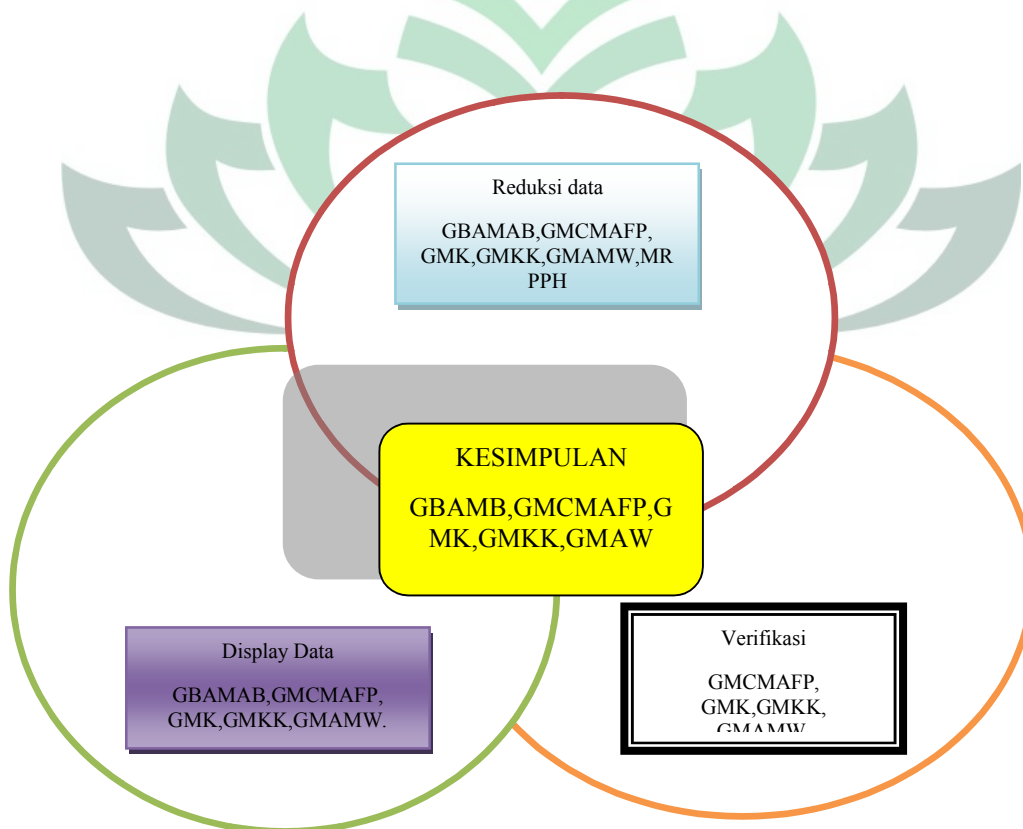 Reduksi data
GBAMAB,GMCMAFP,
GMK,GMKK,GMAMW,MR
PPH
KESIMPULAN
GBAMB,GMCMAFP,G
MK,GMKK,GMAW
Display Data
GBAMAB,GMCMAFP,
GMK,GMKK,GMAMW.
Verifikasi
GMCMAFP,
GMK,GMKK,
GMAMW